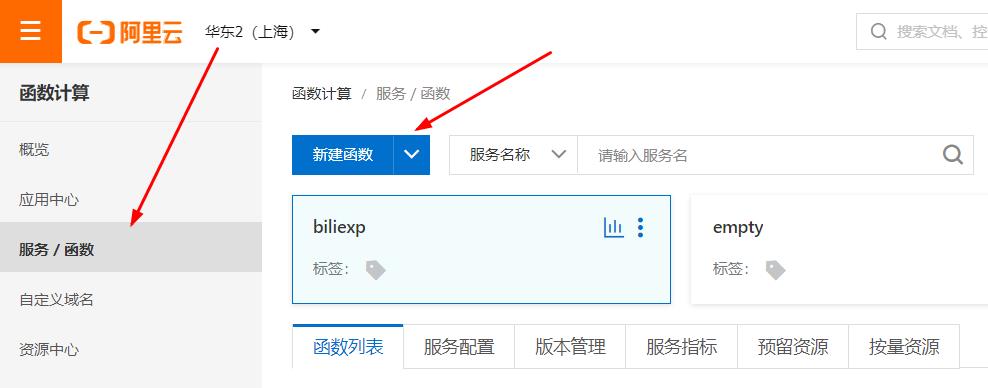 阿里云 华东2（上海） 搜索文档、控
函数计算
概览
应用中心
服务 / 函数
自定义域名
资源中心
函数计算 / 服务 / 函数
新建函数 服务名称 请输入服务名
biliexp
标签：
empty
标签：
函数列表 服务配置 版本管理 服务指标 预留资源 按量资源